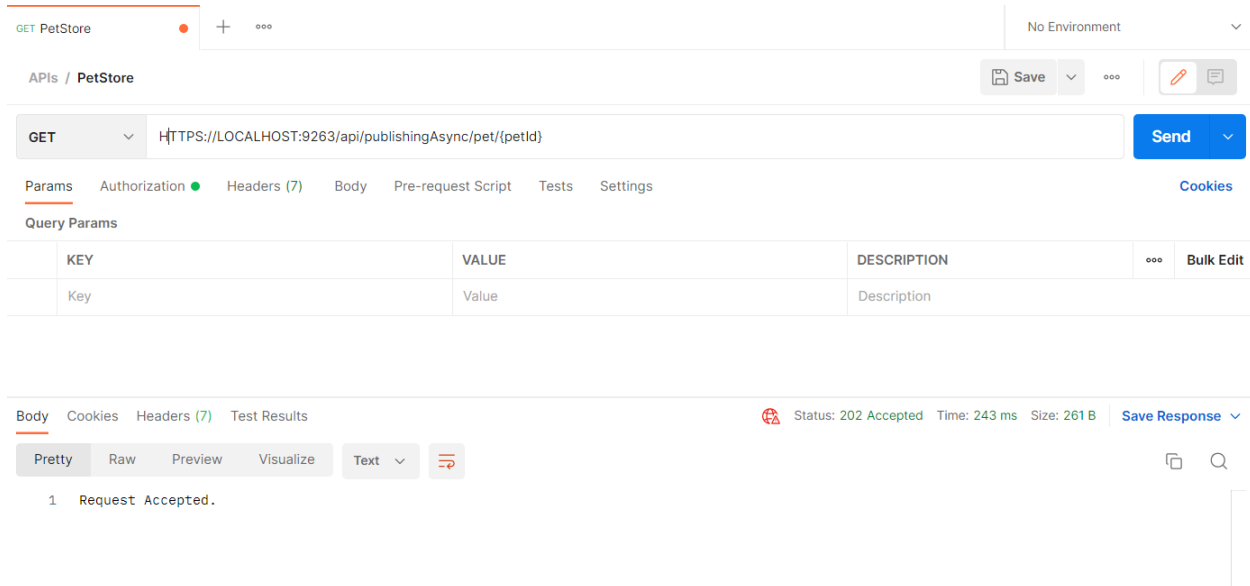 GET PetStore
No Environment
APIs / PetStore
Save
GET HTTPS://LOCALHOST:9263/api/publishingAsync/pet/{petId} Send
Params Authorization Headers (7) Body Pre-request Script Tests Settings Cookies
Query Params
KEY VALUE DESCRIPTION Bulk Edit
Key Value Description
Body Cookies Headers (7) Test Results Status: 202 Accepted Time: 243 ms Size: 261 B Save Response
Pretty Raw Preview Visualize Text
1 Request Accepted.